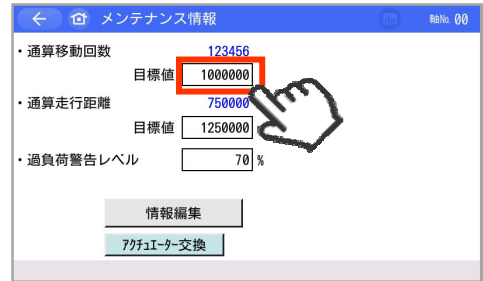 メンテナンス情報 軸No. 00
・通算移動回数 123456
目標値 1000000
・通算走行距離 750000
目標値 1250000
・過負荷警告レベル 70 %
情報編集
ｱｸﾁｭｴｰﾀｰ交換